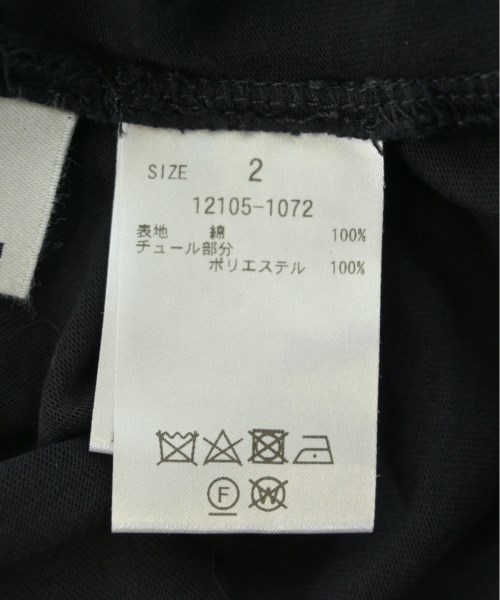 SIZE 2
12105-1072
表地 綿 100%
チュール部分
ポリエステル 100%
F
W